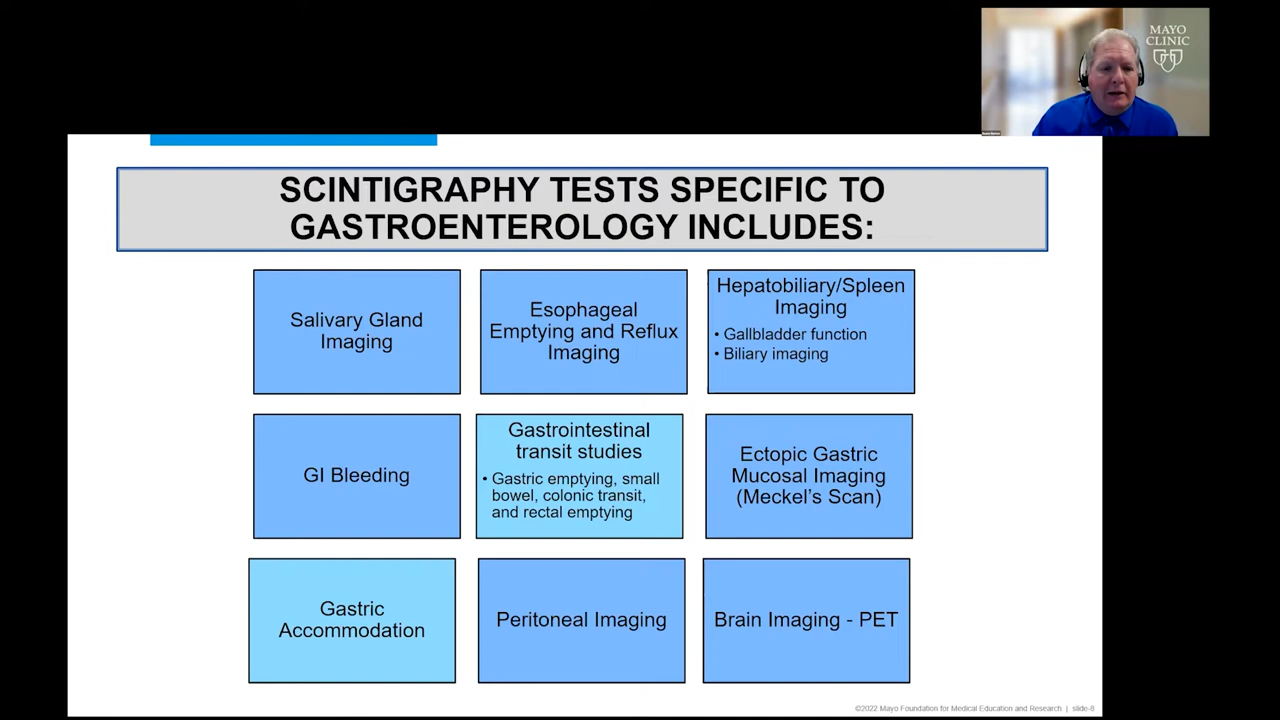 MAYO
CLINIC
SCINTIGRAPHY TESTS SPECIFIC TO
GASTROENTEROLOGY INCLUDES:
Salivary Gland
Imaging
Esophageal
Emptying and Reflux
Imaging
Hepatobiliary/Spleen
Imaging
• Gallbladder function
• Biliary imaging
GI Bleeding
Gastrointestinal
transit studies
• Gastric emptying, small
bowel, colonic transit,
and rectal emptying
Ectopic Gastric
Mucosal Imaging
(Meckel's Scan)
Gastric
Accommodation
Peritoneal Imaging
Brain Imaging - PET
©2022 Mayo Foundation for Medical Education and Research | slide-8